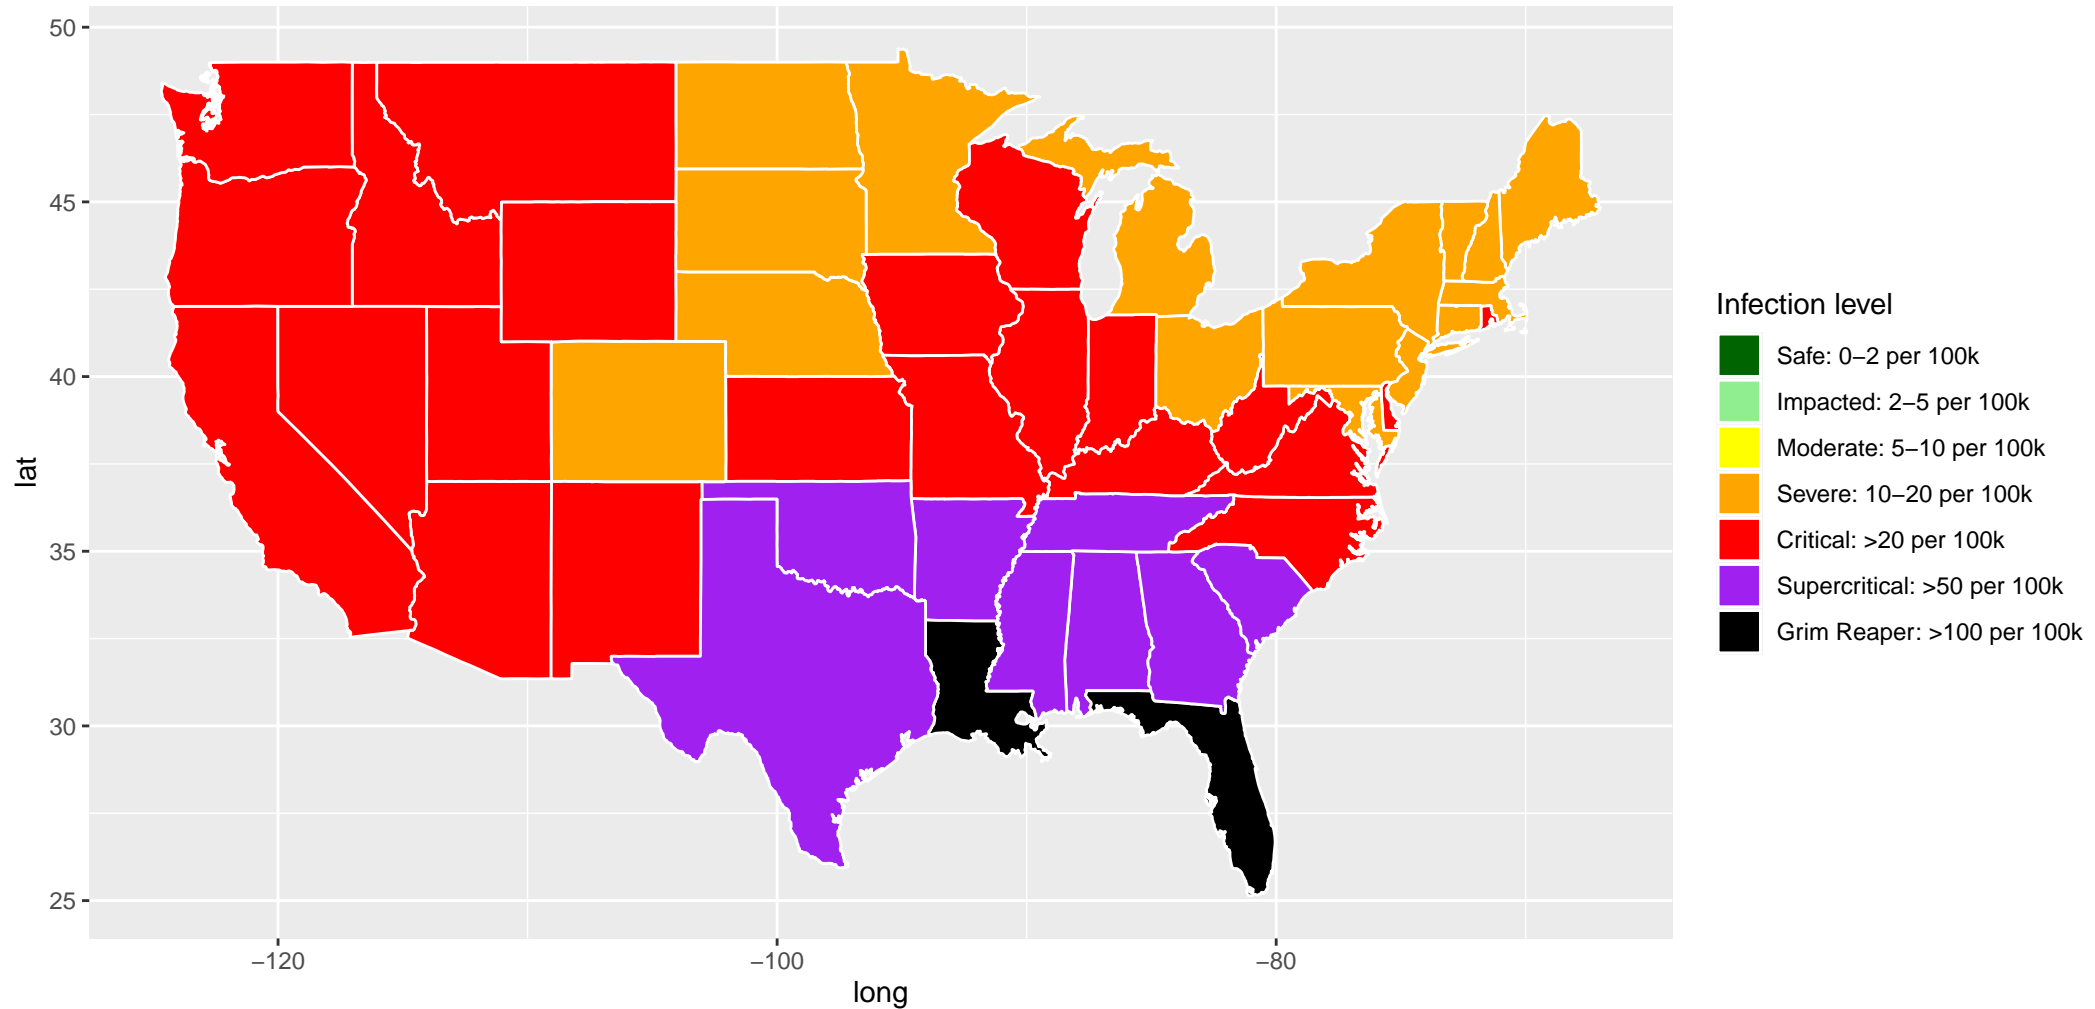 50
45
40
35
30
25
lat
−120
−100
−80
long
Infection level
Safe: 0−2 per 100k
Impacted: 2−5 per 100k
Moderate: 5−10 per 100k
Severe: 10−20 per 100k
Critical: >20 per 100k
Supercritical: >50 per 100k
Grim Reaper: >100 per 100k